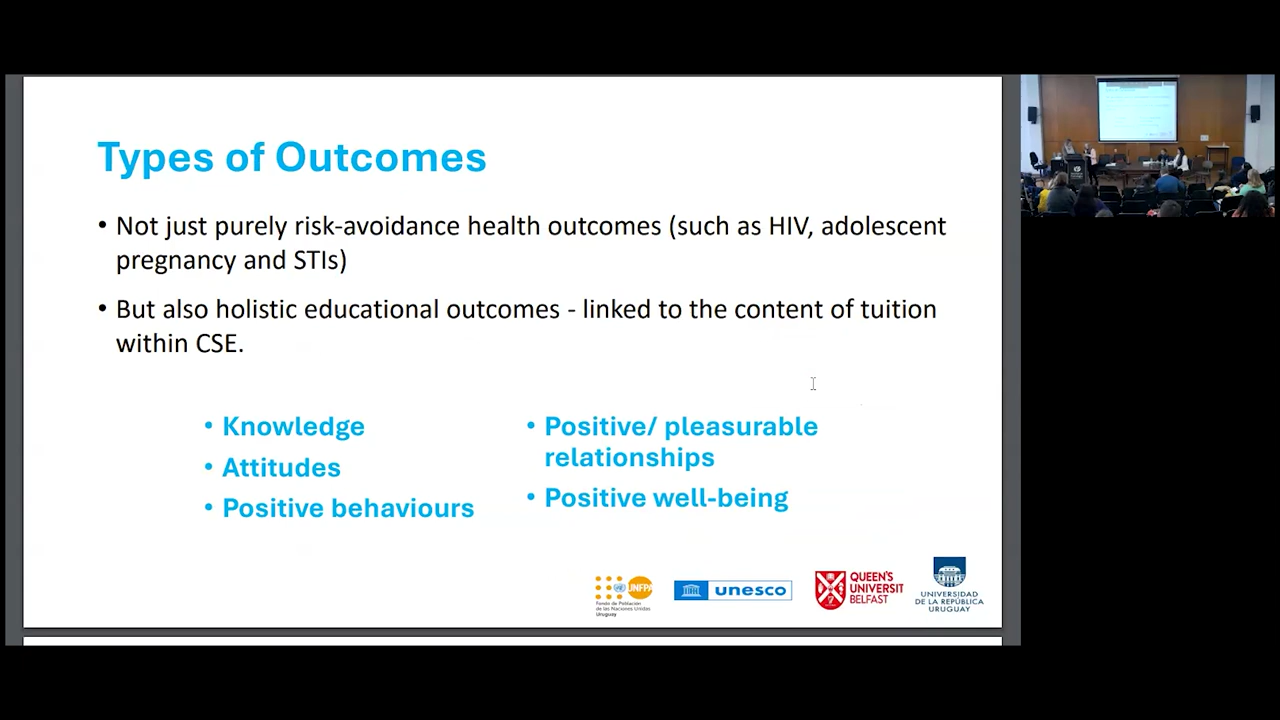 Types of Outcomes
• Not just purely risk-avoidance health outcomes (such as HIV, adolescent
pregnancy and STIs)
• But also holistic educational outcomes - linked to the content of tuition
within CSE.
• Knowledge
• Attitudes
• Positive behaviours
• Positive/ pleasurable
relationships
• Positive well-being
UNFPA
Fondo de Población
de las Naciones Unidas
Uruguay
unesco
QUEEN'S
UNIVERSIT
BELFAST
UNIVERSIDAD
DE LA REPÚBLICA
URUGUAY